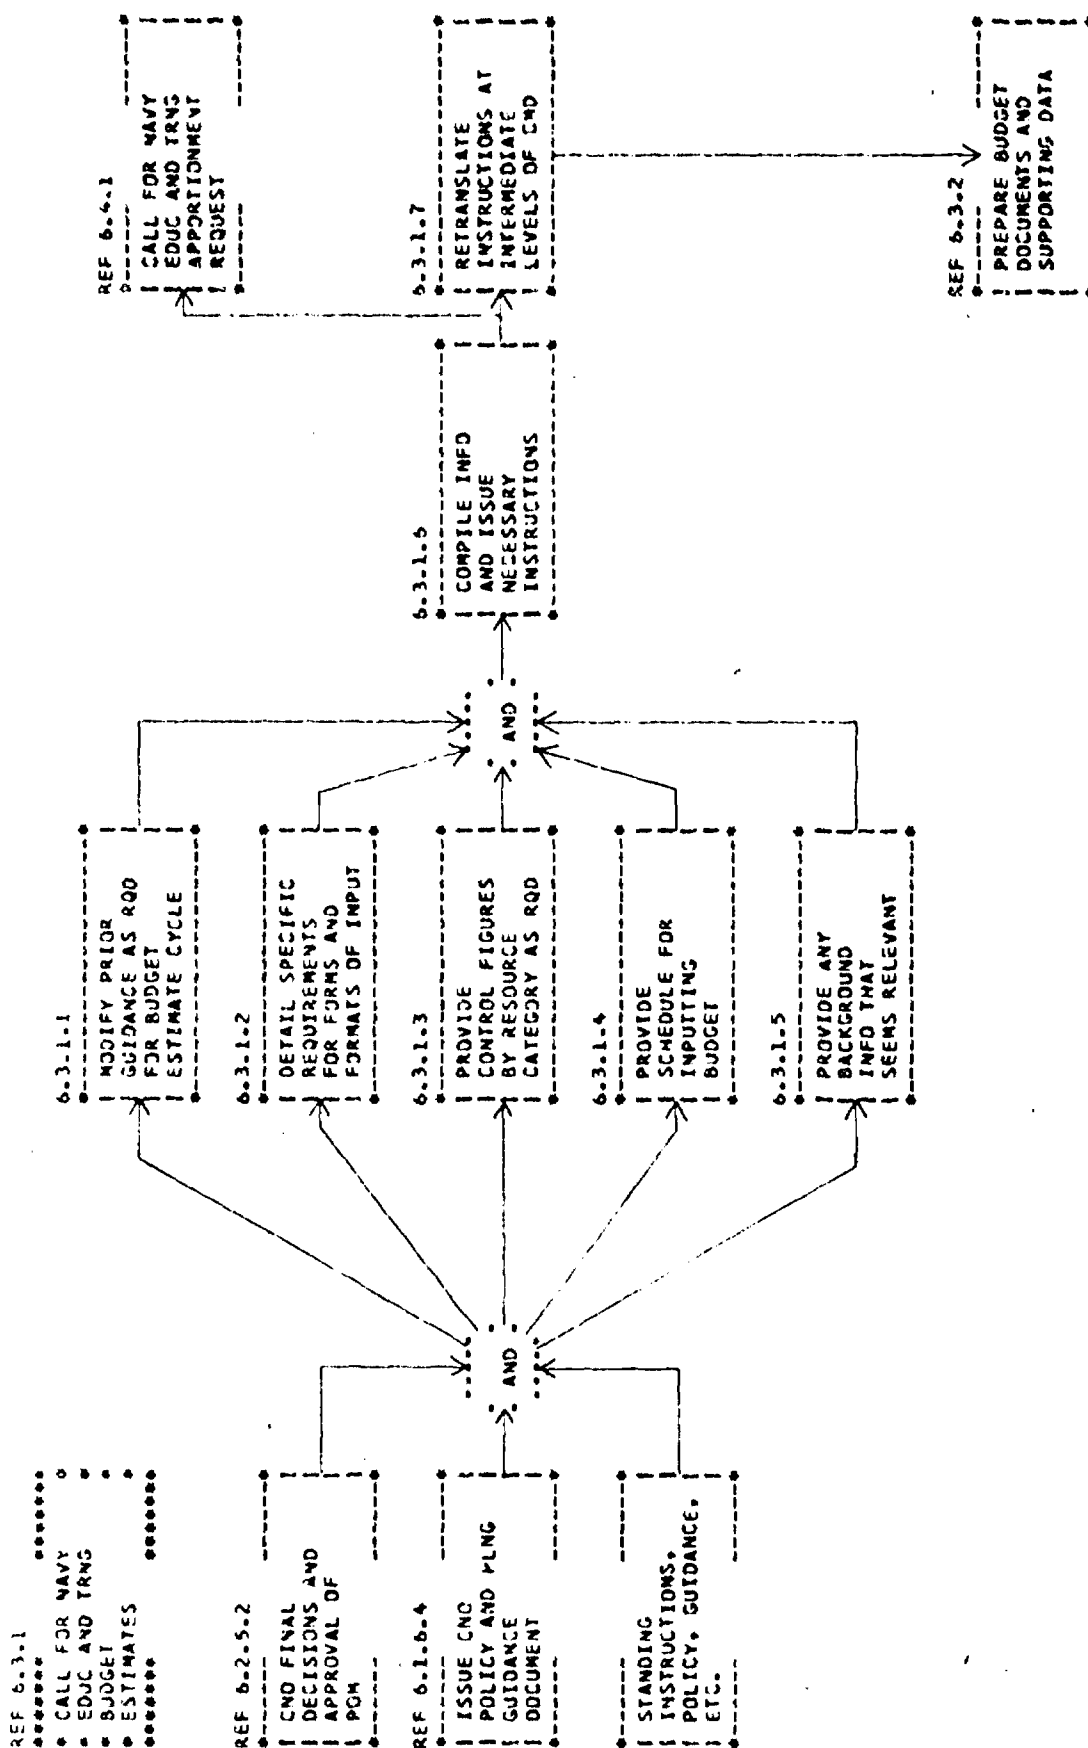 REF 6.3.1
CALL FOR NAVY
EDUC AND TRNG
BUDGET
ESTIMATES
REF 6.2.5.2
CNO FINAL
DECISIONS AND
APPROVAL OF
POM
REF 6.1.6.4
ISSUE CNO
POLICY AND PLNG
GUIDANCE
DOCUMENT
STANDING
INSTRUCTIONS,
POLICY, GUIDANCE,
ETC.
AND
6.3.1.1
MODIFY PRIOR
GUIDANCE AS RQD
FOR BUDGET
ESTIMATE CYCLE
6.3.1.2
DETAIL SPECIFIC
REQUIREMENTS
FOR FORMS AND
FORMATS OF INPUT
6.3.1.3
PROVIDE
CONTROL FIGURES
BY RESOURCE
CATEGORY AS RQD
6.3.1.4
PROVIDE
SCHEDULE FOR
INPUTTING
BUDGET
6.3.1.5
PROVIDE ANY
BACKGROUND
INFO THAT
SEEMS RELEVANT
AND
6.3.1.6
COMPILE INFO
AND ISSUE
NECESSARY
INSTRUCTIONS
REF 6.4.1
CALL FOR NAVY
EDUC AND TRNG
APPORTIONMENT
REQUEST
6.3.1.7
RETRANSLATE
INSTRUCTIONS AT
INTERMEDIATE
LEVELS OF CMD
REF 6.3.2
PREPARE BUDGET
DOCUMENTS AND
SUPPORTING DATA